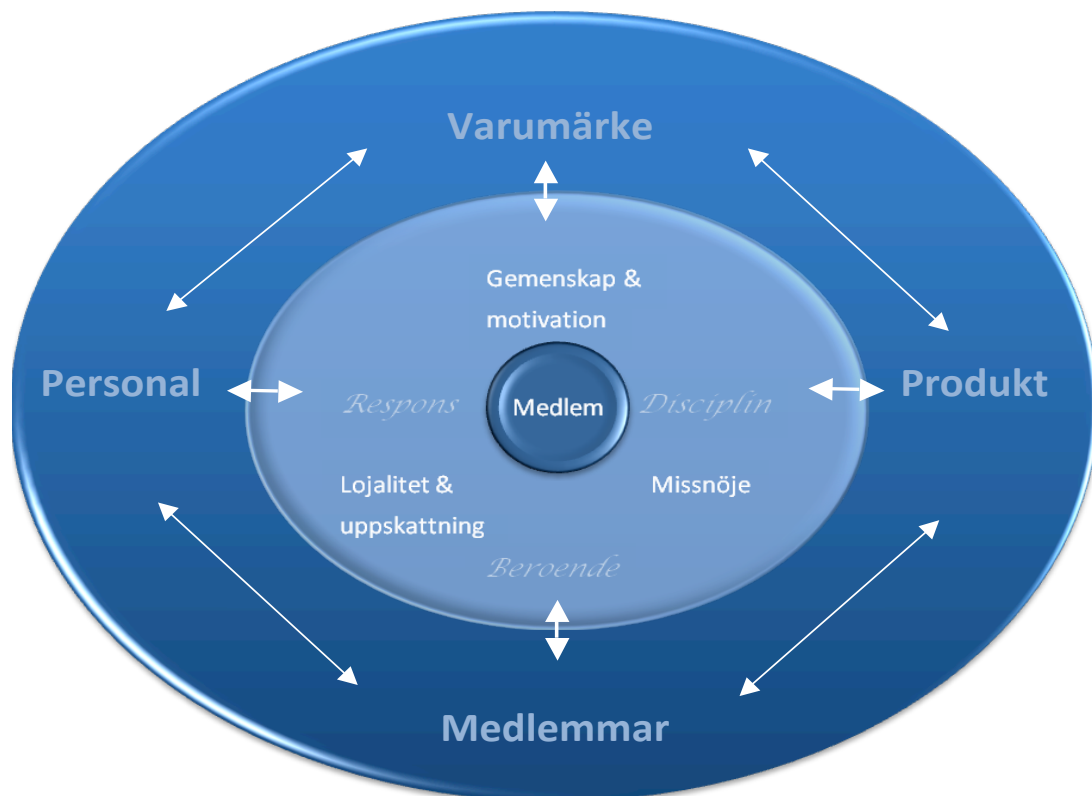 Varumärke
Gemenskap &
motivation
Personal
Produkt
Respons
Medlem
Disciplin
Lojalitet &
uppskattning
Missnöje
Beroende
Medlemmar